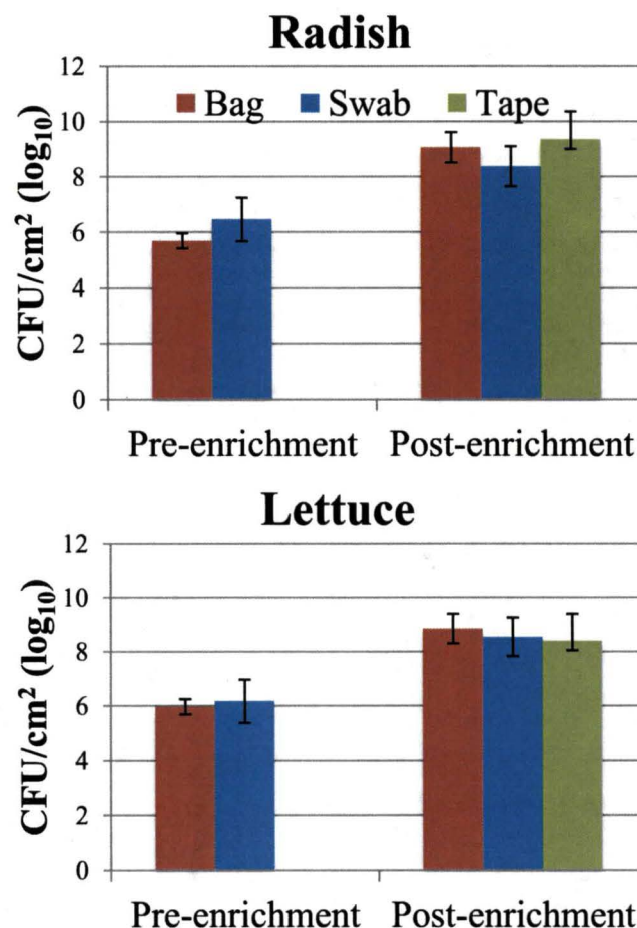 Radish
12
Bag Swab Tape
10
8
6
4
2
0
CFU/cm² (log₁₀)
Pre-enrichment Post-enrichment
Lettuce
12
10
8
6
4
2
0
CFU/cm² (log₁₀)
Pre-enrichment Post-enrichment